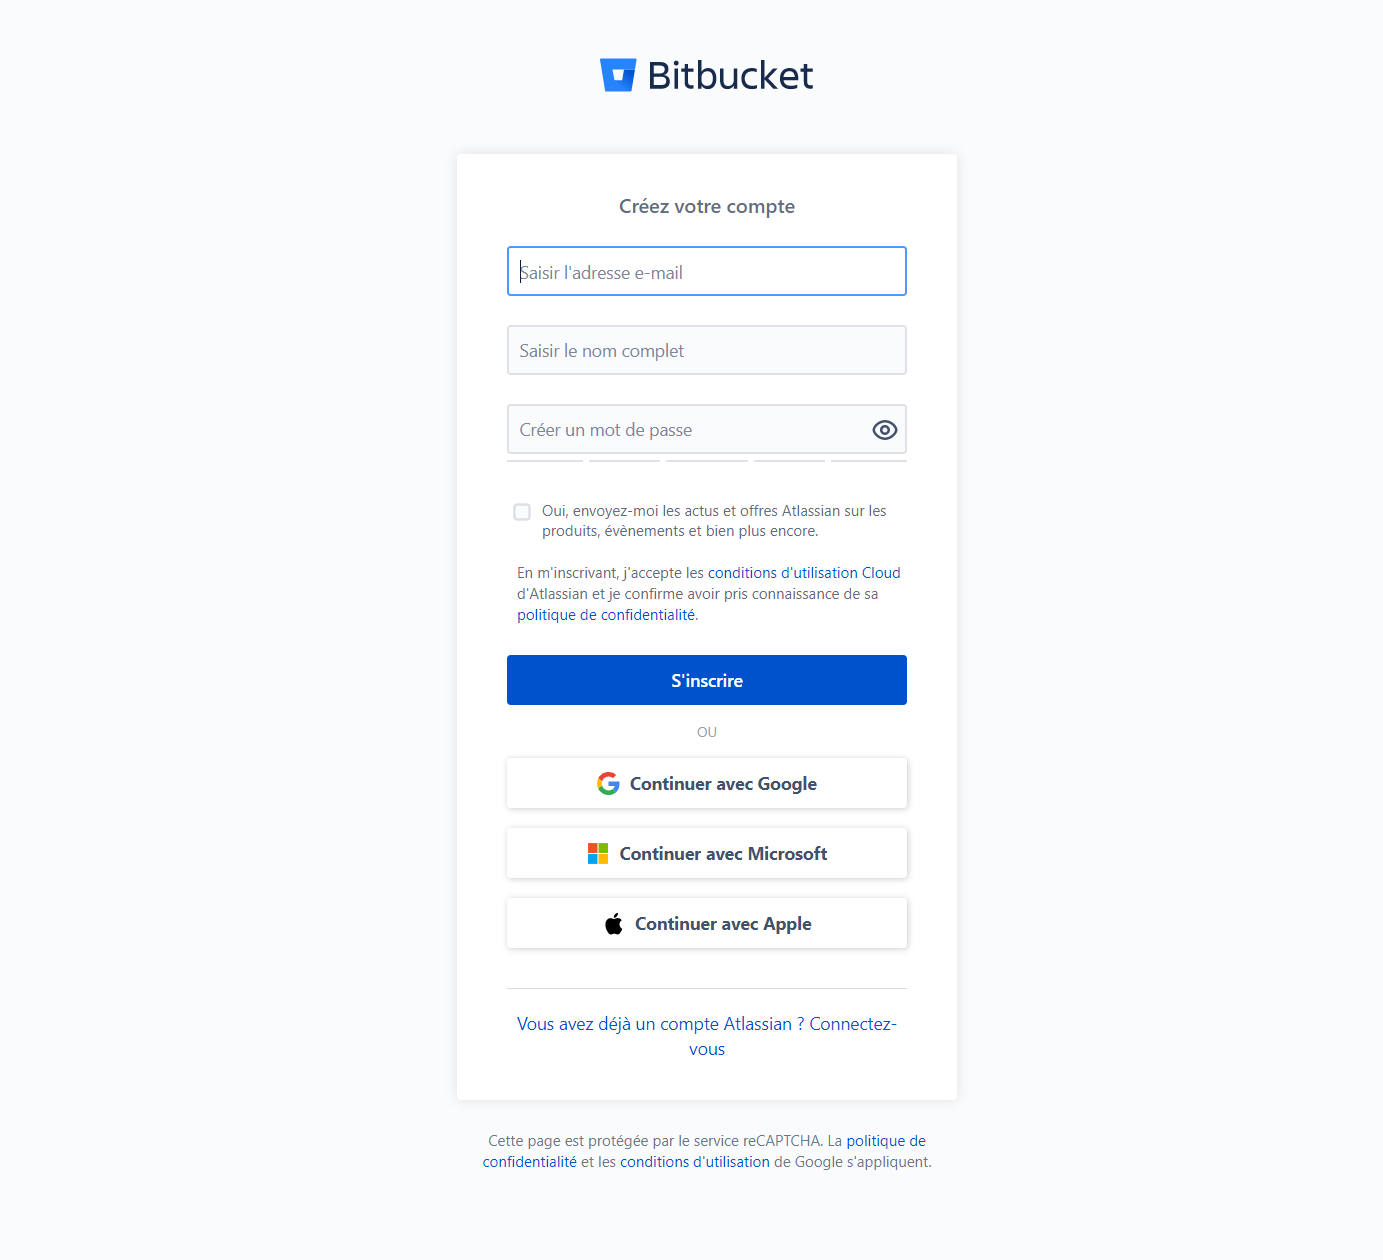 Bitbucket
Créez votre compte
Saisir l'adresse e-mail
Saisir le nom complet
Créer un mot de passe
Oui, envoyez-moi les actus et offres Atlassian sur les
produits, évènements et bien plus encore.
En m'inscrivant, j'accepte les conditions d'utilisation Cloud
d'Atlassian et je confirme avoir pris connaissance de sa
politique de confidentialité.
S'inscrire
OU
Continuer avec Google
Continuer avec Microsoft
Continuer avec Apple
Vous avez déjà un compte Atlassian ? Connectez-
vous
Cette page est protégée par le service reCAPTCHA. La politique de
confidentialité et les conditions d'utilisation de Google s'appliquent.